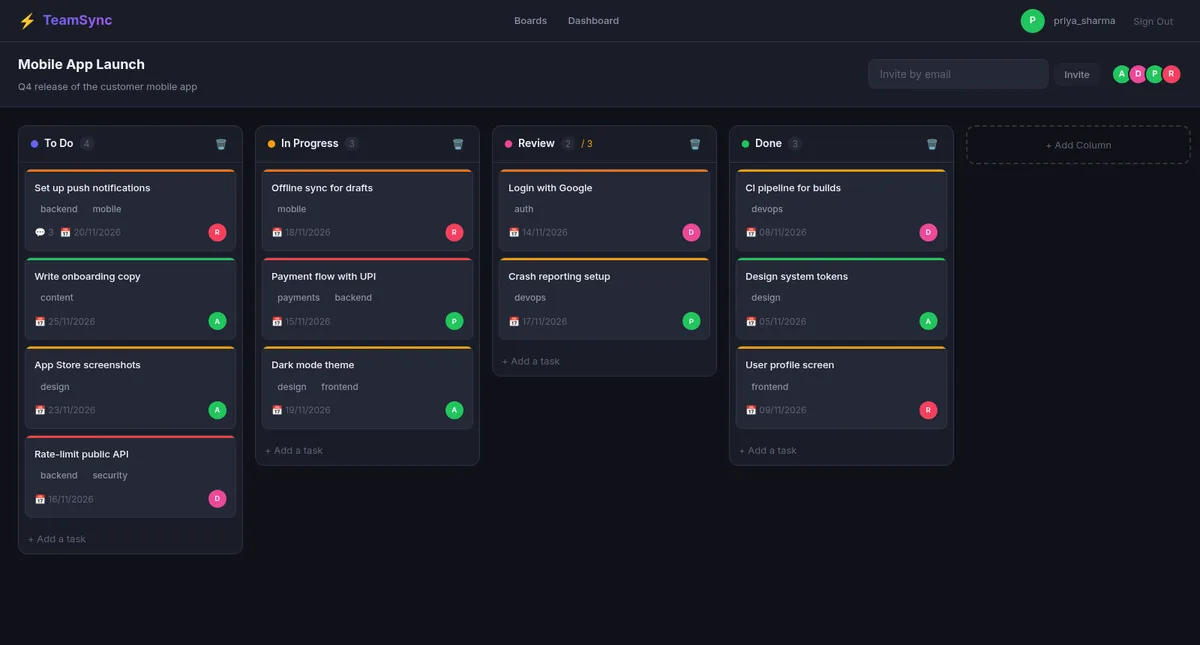 ⚡ TeamSync
Boards
Dashboard
P
priya_sharma
Sign Out
Mobile App Launch
Q4 release of the customer mobile app
Invite by email
Invite
A D P R
To Do 4
Set up push notifications
backend mobile
3 20/11/2026 R
Write onboarding copy
content
25/11/2026 A
App Store screenshots
design
23/11/2026 A
Rate-limit public API
backend security
16/11/2026 D
+ Add a task
In Progress 3
Offline sync for drafts
mobile
18/11/2026 R
Payment flow with UPI
payments backend
15/11/2026 P
Dark mode theme
design frontend
19/11/2026 A
+ Add a task
Review 2 / 3
Login with Google
auth
14/11/2026 D
Crash reporting setup
devops
17/11/2026 P
+ Add a task
Done 3
CI pipeline for builds
devops
08/11/2026 D
Design system tokens
design
05/11/2026 A
User profile screen
frontend
09/11/2026 R
+ Add a task
+ Add Column